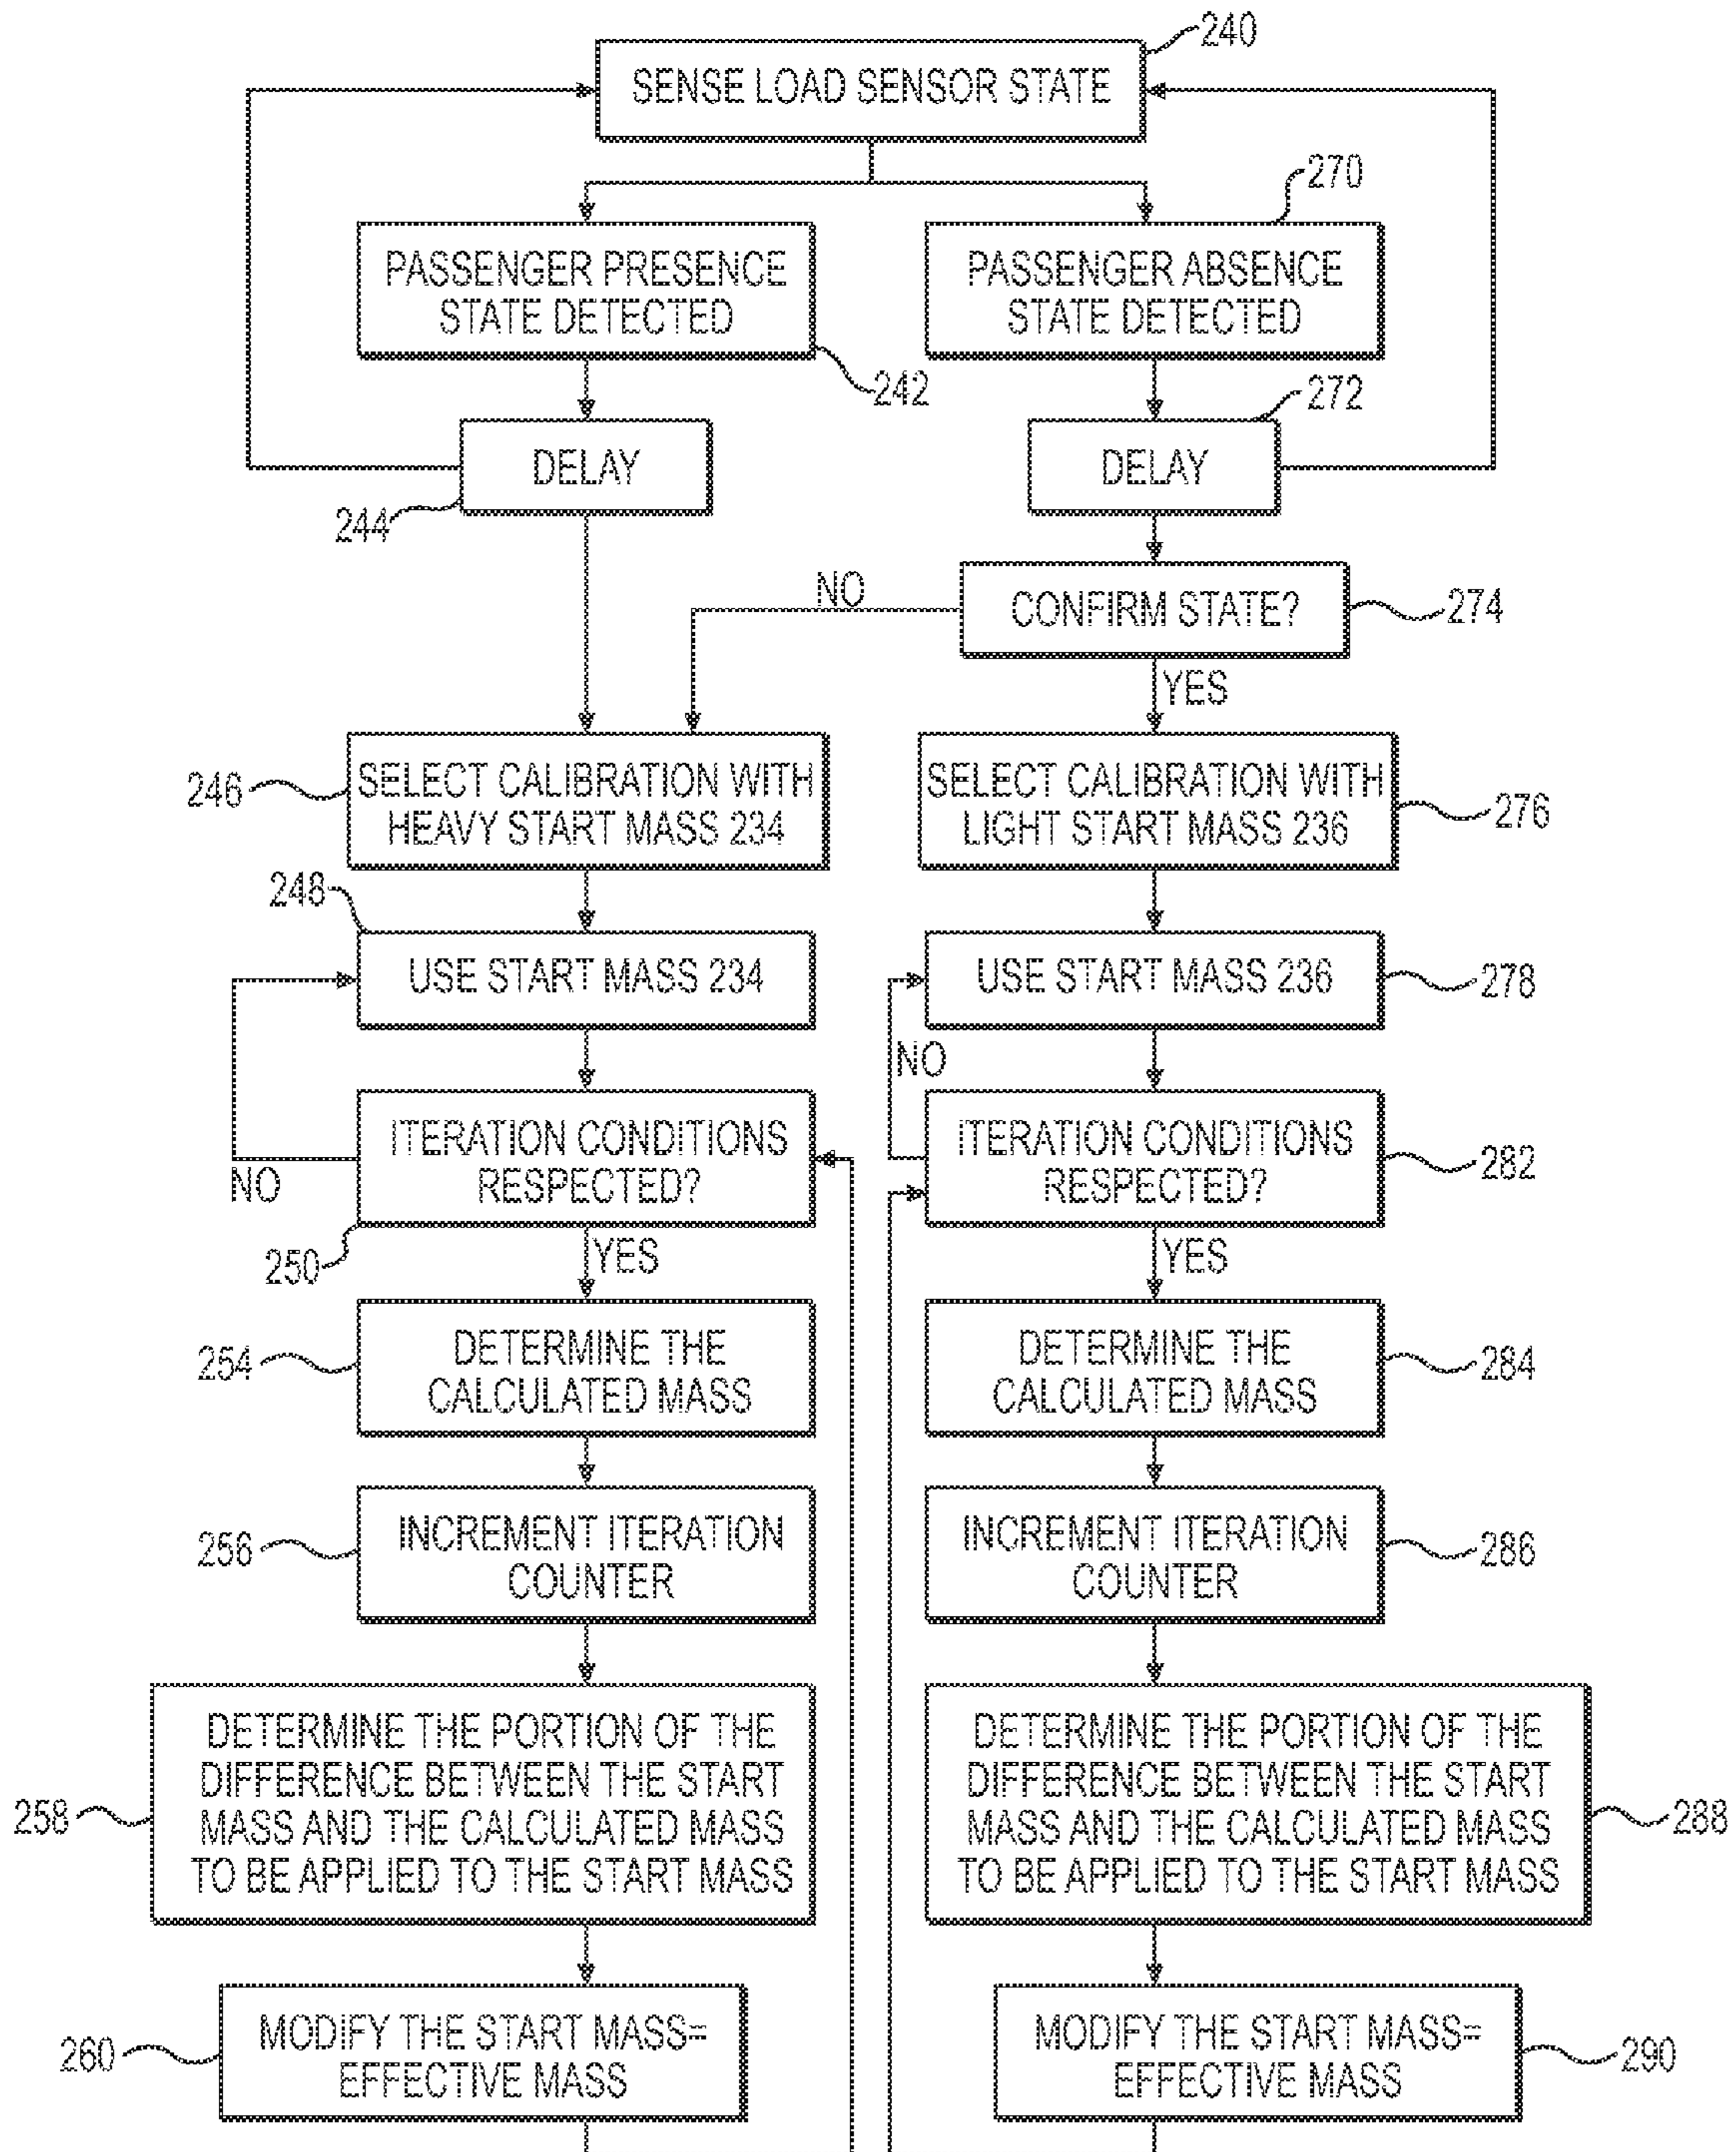 240
SENSE LOAD SENSOR STATE
270
PASSENGER PRESENCE
STATE DETECTED
PASSENGER ABSENCE
STATE DETECTED
242
272
DELAY
DELAY
244
NO
CONFIRM STATE?
274
YES
246
SELECT CALIBRATION WITH
HEAVY START MASS 234
SELECT CALIBRATION WITH
LIGHT START MASS 236
276
248
USE START MASS 234
USE START MASS 236
278
NO
ITERATION CONDITIONS
RESPECTED?
NO
ITERATION CONDITIONS
RESPECTED?
282
250
YES
YES
254
DETERMINE THE
CALCULATED MASS
DETERMINE THE
CALCULATED MASS
284
256
INCREMENT ITERATION
COUNTER
INCREMENT ITERATION
COUNTER
286
258
DETERMINE THE PORTION OF THE
DIFFERENCE BETWEEN THE START
MASS AND THE CALCULATED MASS
TO BE APPLIED TO THE START MASS
DETERMINE THE PORTION OF THE
DIFFERENCE BETWEEN THE START
MASS AND THE CALCULATED MASS
TO BE APPLIED TO THE START MASS
288
260
MODIFY THE START MASS=
EFFECTIVE MASS
MODIFY THE START MASS=
EFFECTIVE MASS
290